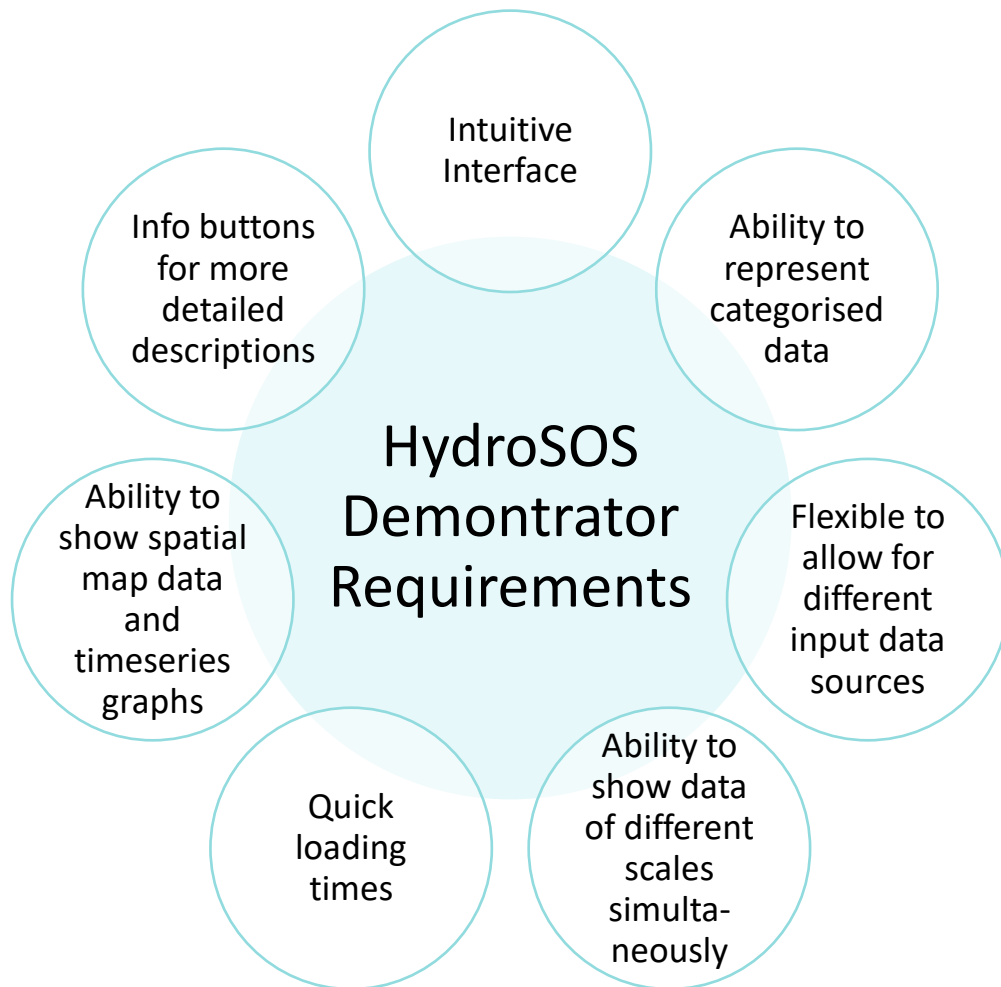 Intuitive
Interface
Ability to
represent
categorised
data
Flexible to
allow for
different
input data
sources
Ability to
show data
of different
scales
simulta-
neously
Quick
loading
times
Ability to
show spatial
map data
and
timeseries
graphs
Info buttons
for more
detailed
descriptions
HydroSOS
Demontrator
Requirements